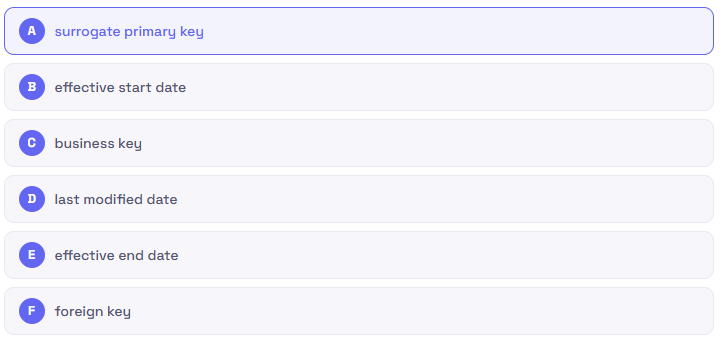 A surrogate primary key
B effective start date
C business key
D last modified date
E effective end date
F foreign key